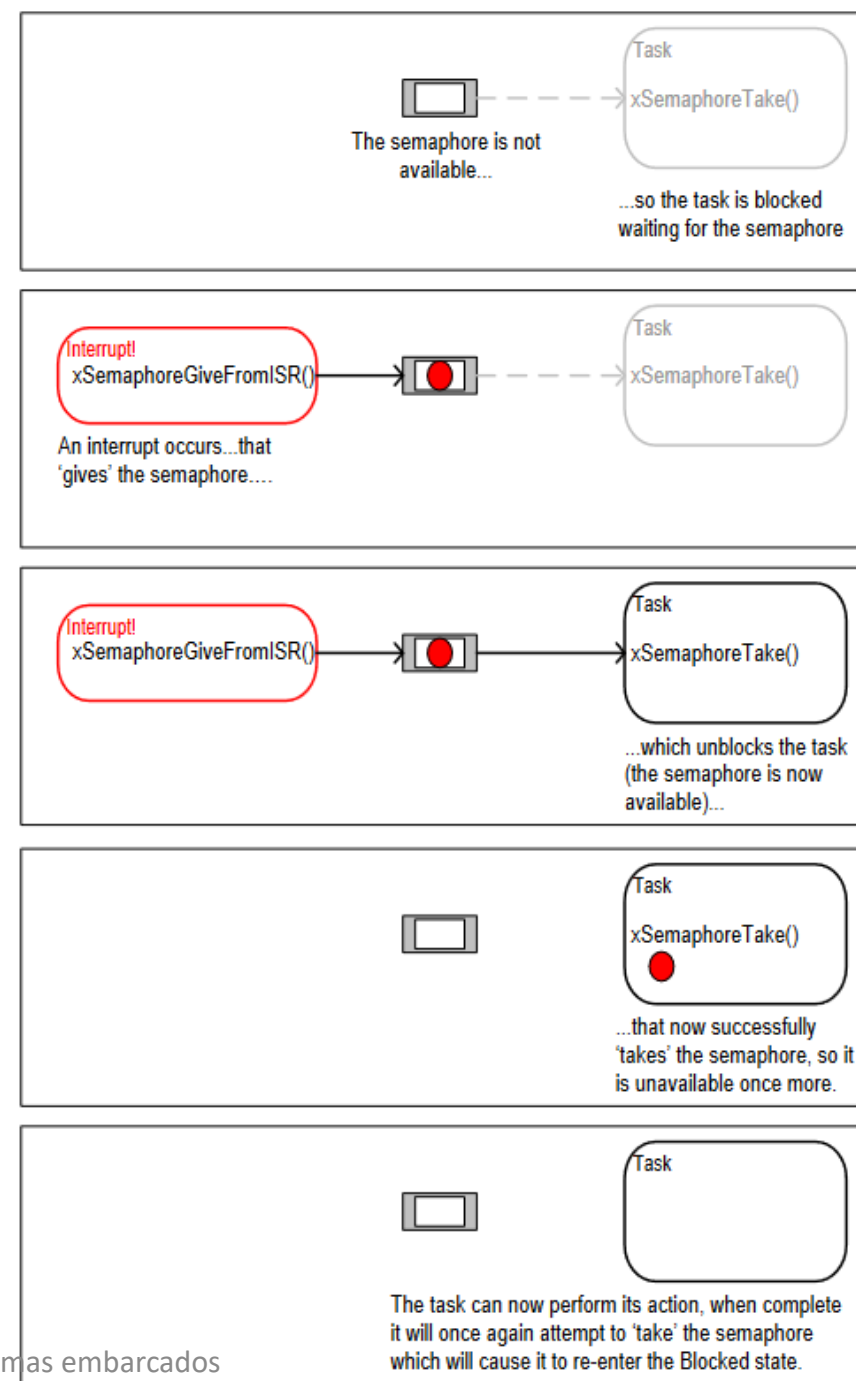 Task
xSemaphoreTake()
The semaphore is not
available...
...so the task is blocked
waiting for the semaphore
Interrupt!
xSemaphoreGiveFromISR()
Task
xSemaphoreTake()
An interrupt occurs...that
‘gives’ the semaphore....
Interrupt!
xSemaphoreGiveFromISR()
Task
xSemaphoreTake()
...which unblocks the task
(the semaphore is now
available)...
Task
xSemaphoreTake()
...that now successfully
‘takes’ the semaphore, so it
is unavailable once more.
Task
The task can now perform its action, when complete
it will once again attempt to ‘take’ the semaphore
which will cause it to re-enter the Blocked state.
mas embarcados